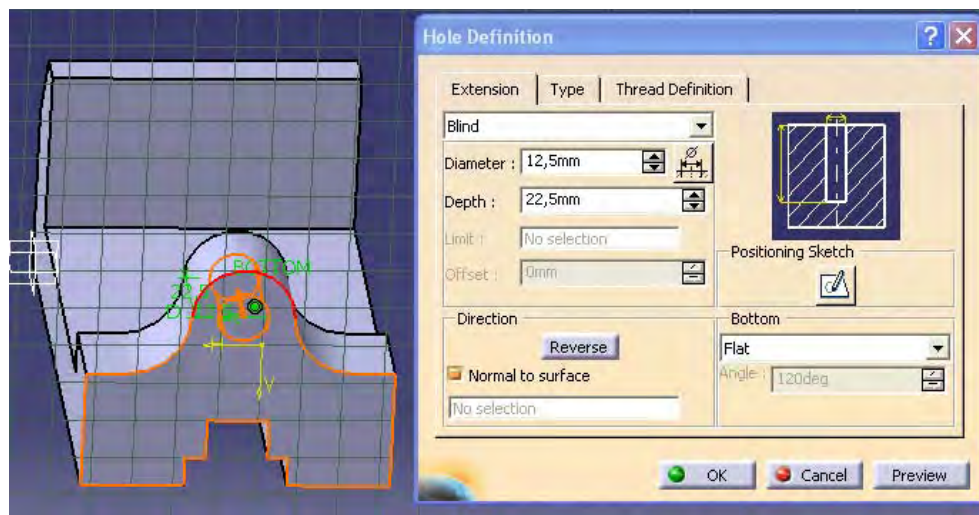 Hole Definition
?
Extension
Type
Thread Definition
Blind
Diameter : 12,5mm
Depth : 22,5mm
Limit : No selection
Offset : 0mm
Positioning Sketch
Direction
Reverse
Normal to surface
No selection
Bottom
Flat
Angle : 120deg
OK
Cancel
Preview
BOTTOM
V